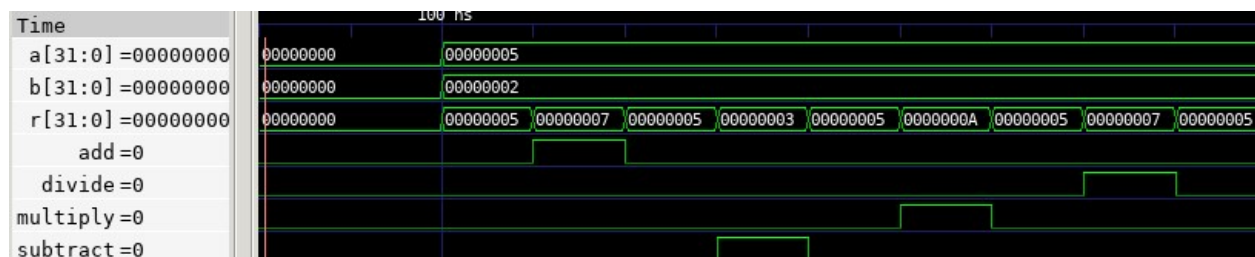 Time
100 ns
a[31:0]=00000000 00000000 00000005
b[31:0]=00000000 00000000 00000002
r[31:0]=00000000 00000000 00000005 00000007 00000005 00000003 00000005 0000000A 00000005 00000007 00000005
add=0
divide=0
multiply=0
subtract=0